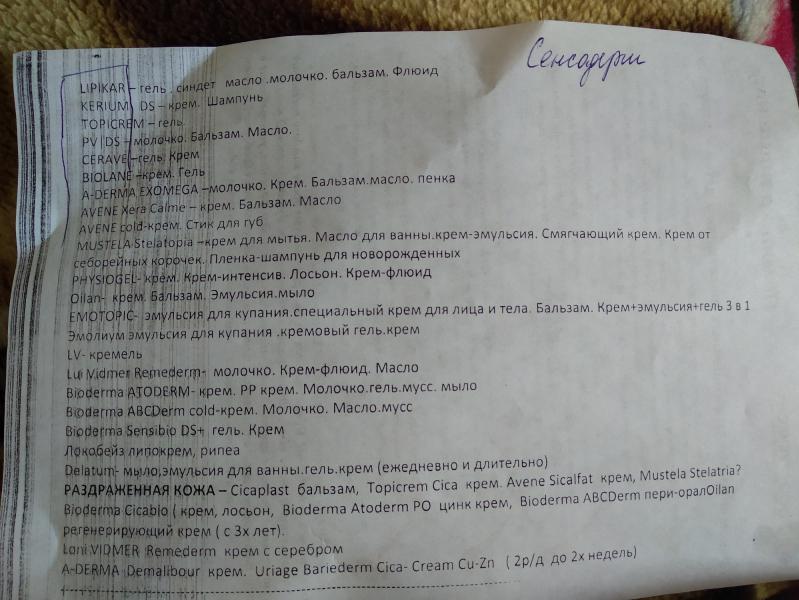 Сенсадерм
LIPIKAR – гель . синдет масло .молочко. бальзам. Флюид
KERIUM DS – крем. Шампунь
TOPICREM – гель
PV DS – молочко. Бальзам. Масло.
CERAVE –гель. Крем
BIOLANE –крем. Гель
A-DERMA EXOMEGA –молочко. Крем. Бальзам.масло. пенка
AVENE Xera Calme – крем. Бальзам. Масло
AVENE cold-крем. Стик для губ
MUSTELA Stelatopia –крем для мытья. Масло для ванны.крем-эмульсия. Смягчающий крем. Крем от
себорейных корочек. Пленка-шампунь для новорожденных
PHYSIOGEL- крем. Крем-интенсив. Лосьон. Крем-флюид
Oilan- крем. Бальзам. Эмульсия.мыло
EMOTOPIC- эмульсия для купания.специальный крем для лица и тела. Бальзам. Крем+эмульсия+гель 3 в 1
Эмолиум эмульсия для купания .кремовый гель.крем
LV- кремель
Lui Vidmer Remederm- молочко. Крем-флюид. Масло
Bioderma ATODERM- крем. PP крем. Молочко.гель.мусс. мыло
Bioderma ABCDerm cold-крем. Молочко. Масло.мусс
Bioderma Sensibio DS+ гель. Крем
Локобейз липокрем, рипеа
Delatum- мыло,эмульсия для ванны.гель.крем (ежедневно и длительно)
РАЗДРАЖЕННАЯ КОЖА – Cicaplast бальзам, Topicrem Cica крем. Avene Sicalfat крем, Mustela Stelatria?
Bioderma Cicabio ( крем, лосьон, Bioderma Atoderm PO цинк крем, Bioderma ABCDerm пери-оралOilan
регенерирующий крем ( с 3х лет).
Loni VIDMER Remederm крем с серебром
A-DERMA Demalibour крем. Uriage Bariederm Cica- Cream Cu-Zn ( 2р/д до 2х недель)